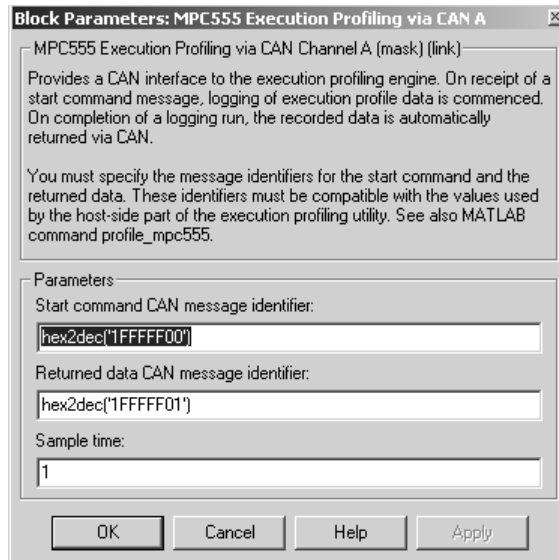 Block Parameters: MPC555 Execution Profiling via CAN A
MPC555 Execution Profiling via CAN Channel A (mask) (link)
Provides a CAN interface to the execution profiling engine. On receipt of a
start command message, logging of execution profile data is commenced.
On completion of a logging run, the recorded data is automatically
returned via CAN.
You must specify the message identifiers for the start command and the
returned data. These identifiers must be compatible with the values used
by the host-side part of the execution profiling utility. See also MATLAB
command profile_mpc555.
Parameters
Start command CAN message identifier:
hex2dec('1FFFFF00')
Returned data CAN message identifier:
hex2dec('1FFFFF01')
Sample time:
1
OK Cancel Help Apply